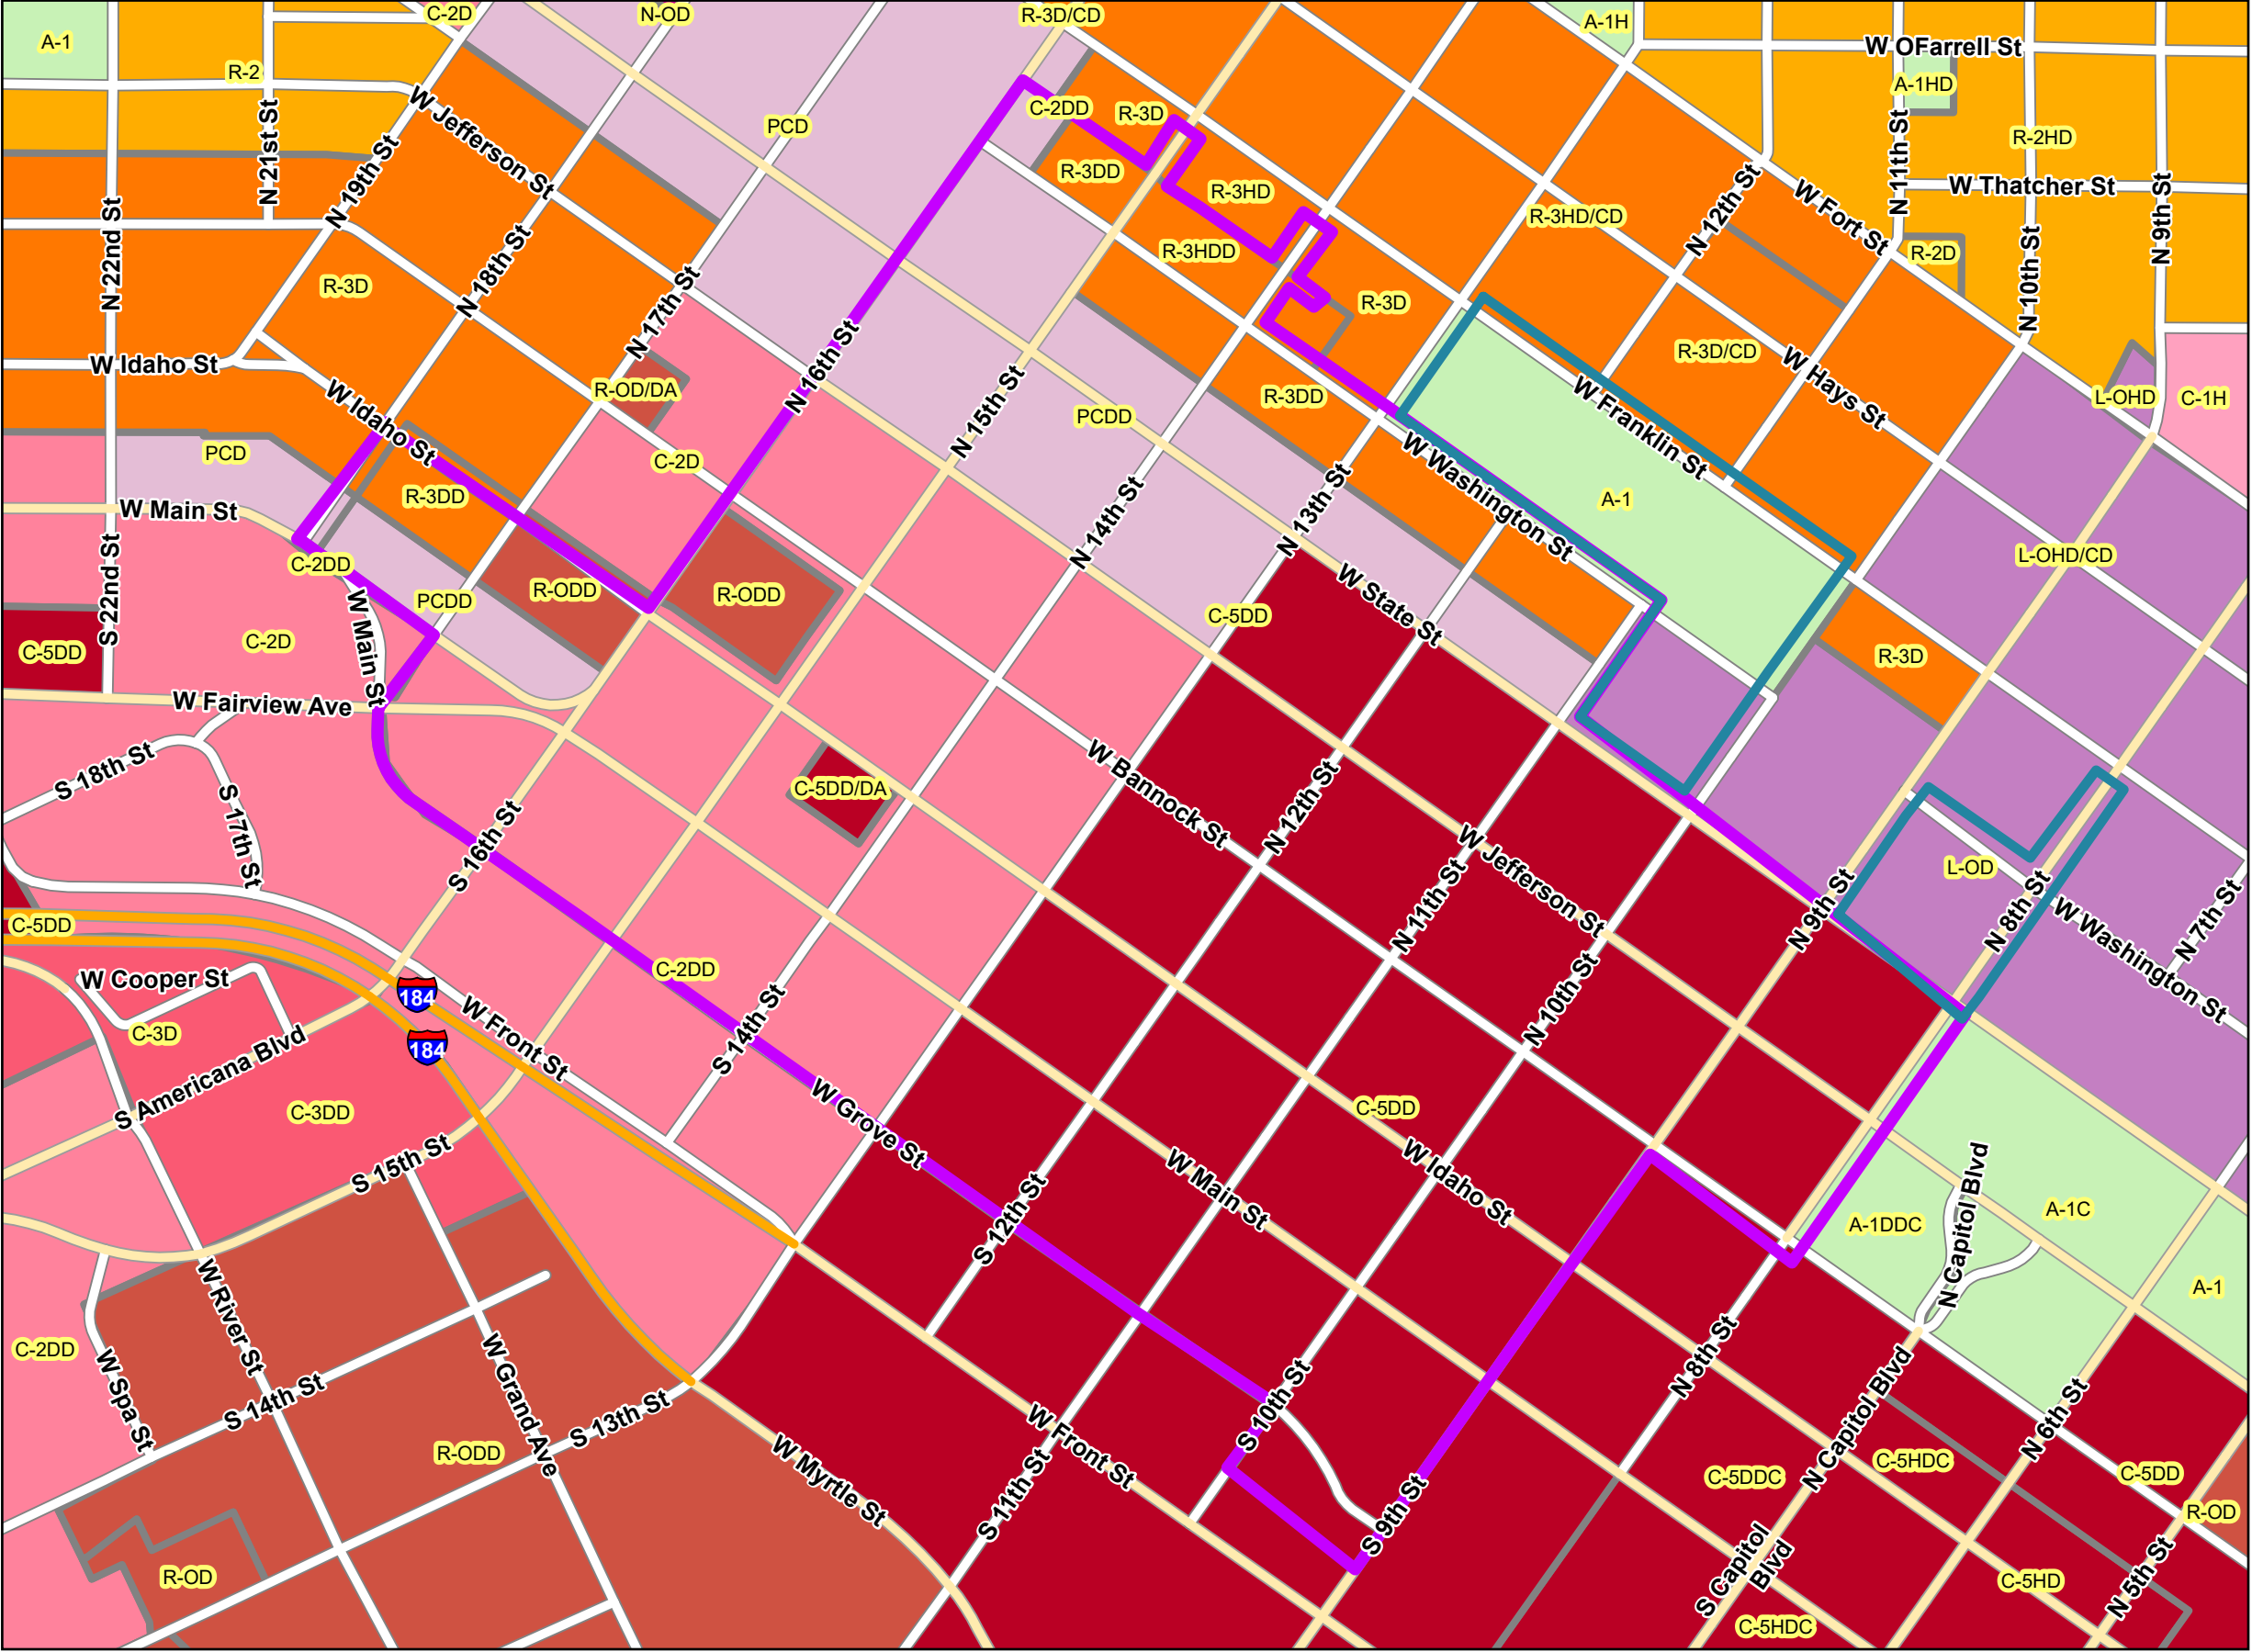 C-2D
N-OD
R-3D/CD
A-1H
A-1
W OFarrell St
R-2
A-1HD
W Jefferson St
C-2DD
R-3D
PCD
N 21st St
N 11th St
R-2HD
N 19th St
R-3DD
R-3HD
W Thatcher St
N 12th St
W Fort St
R-3HD/CD
N 9th St
N 22nd St
R-3HDD
R-2D
N 18th St
R-3D
N 10th St
R-3D
N 17th St
W Idaho St
N 16th St
R-3D/CD
W Hays St
R-OD/DA
R-3DD
W Franklin St
L-OHD
C-1H
W Idaho St
N 15th St
PCDD
PCD
C-2D
R-3DD
W Washington St
A-1
W Main St
N 14th St
N 13th St
L-OHD/CD
C-2DD
S 22nd St
R-ODD
R-ODD
PCDD
W State St
C-5DD
C-2D
C-5DD
W Main St
R-3D
W Fairview Ave
S 18th St
C-5DD/DA
W Bannock St
N 12th St
S 17th St
S 16th St
W Jefferson St
L-OD
N 11th St
N 9th St
N 8th St
W Washington St
N 7th St
C-5DD
C-2DD
W Cooper St
184
C-3D
W Front St
S 14th St
N 10th St
184
S Americana Blvd
C-3DD
W Grove St
C-5DD
S 15th St
W Main St
W Idaho St
N Capitol Blvd
A-1C
A-1DDC
S 12th St
W River St
A-1
C-2DD
W Spa St
W Grand Ave
N 8th St
N Capitol Blvd
S 14th St
S 10th St
N 6th St
S 13th St
W Front St
R-ODD
W Myrtle St
C-5HDC
C-5DDC
C-5DD
S 11th St
S 9th St
R-OD
R-OD
S Capitol
Blvd
C-5HD
N 5th St
C-5HDC